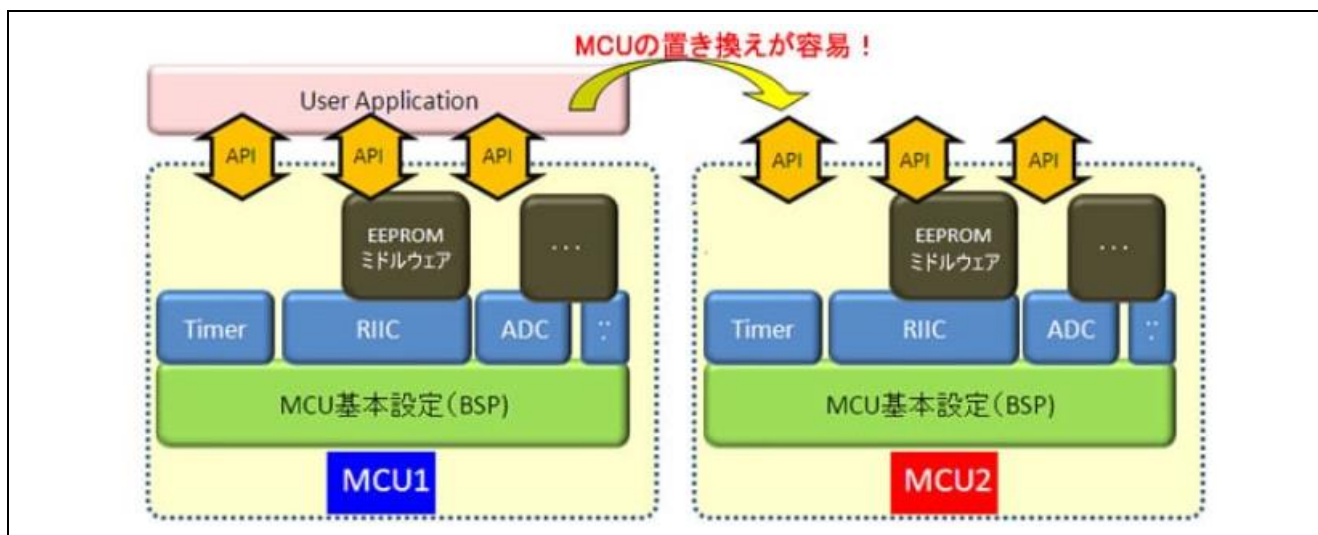 MCUの置き換えが容易！
User Application
API API API
API API API
EEPROM
ミドルウェア
...
EEPROM
ミドルウェア
...
Timer RIIC ADC :
Timer RIIC ADC :
MCU基本設定(BSP)
MCU基本設定(BSP)
MCU1
MCU2